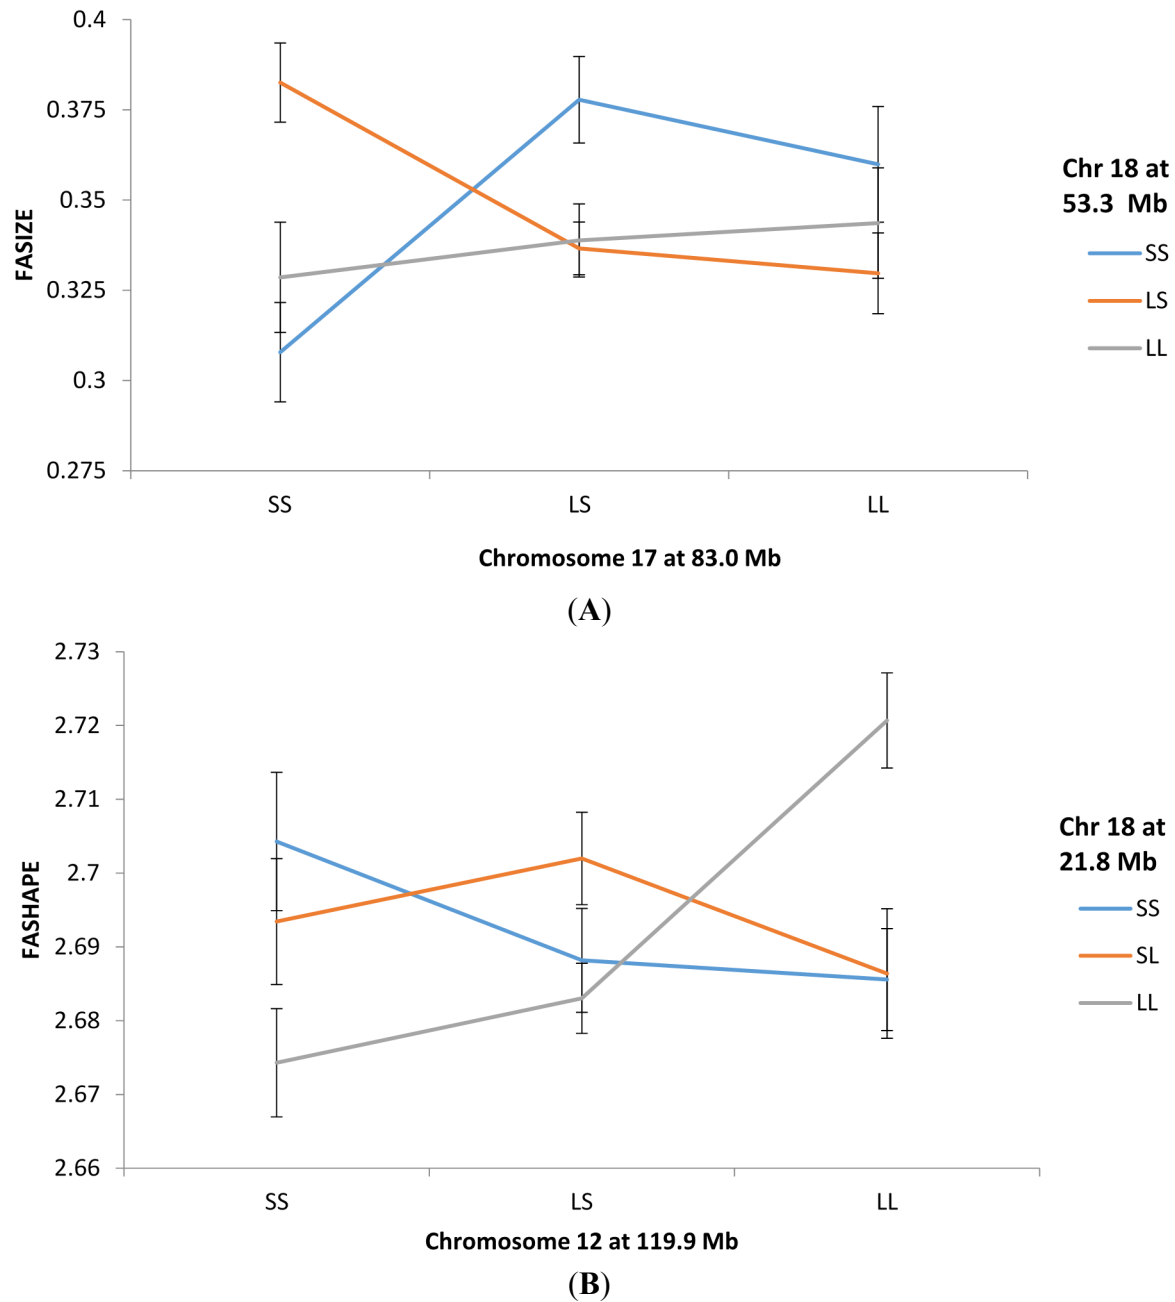 0.4
0.375
0.35
0.325
0.3
0.275
FASIZE
SS LS LL
Chromosome 17 at 83.0 Mb
Chr 18 at
53.3 Mb
SS
LS
LL
(A)
2.73
2.72
2.71
2.7
2.69
2.68
2.67
2.66
FASHAPE
SS LS LL
Chromosome 12 at 119.9 Mb
Chr 18 at
21.8 Mb
SS
SL
LL
(B)